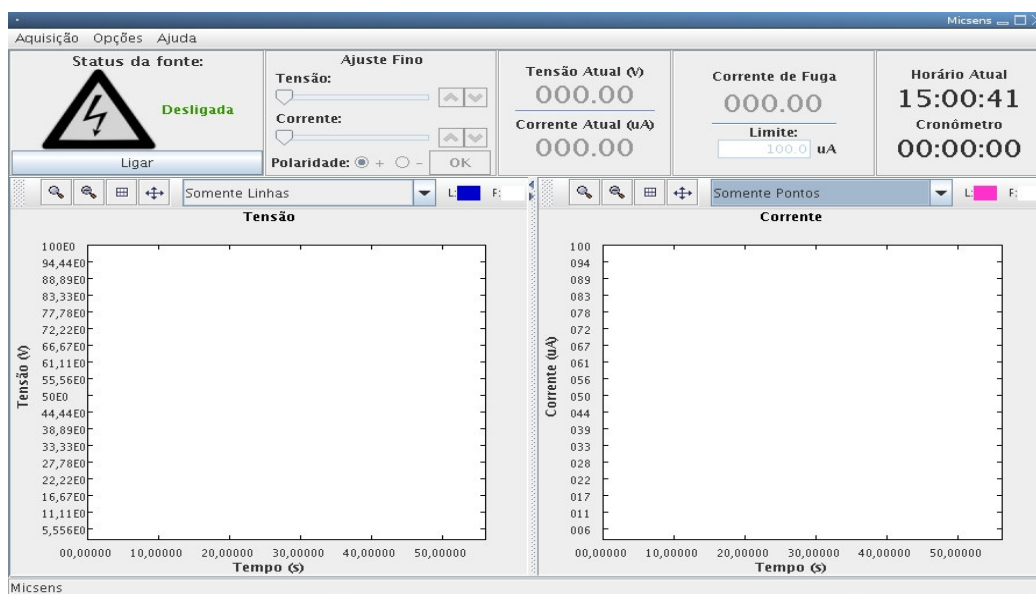 Micsens
Aquisição Opções Ajuda
Status da fonte:
Desligada
Ligar
Ajuste Fino
Tensão:
Corrente:
Polaridade: + - OK
Tensão Atual (V)
000.00
Corrente Atual (uA)
000.00
Corrente de Fuga
000.00
Limite:
100.0 uA
Horário Atual
15:00:41
Cronômetro
00:00:00
Somente Linhas L: F:
Tensão
100E0
94,44E0
88,89E0
83,33E0
77,78E0
72,22E0
66,67E0
61,11E0
55,56E0
50E0
44,44E0
38,89E0
33,33E0
27,78E0
22,22E0
16,67E0
11,11E0
5,556E0
Tensão (V)
00,00000 10,00000 20,00000 30,00000 40,00000 50,00000
Tempo (s)
Somente Pontos L: F:
Corrente
100
094
089
083
078
072
067
061
056
050
044
039
033
028
022
017
011
006
Corrente (uA)
00,00000 10,00000 20,00000 30,00000 40,00000 50,00000
Tempo (s)
Micsens